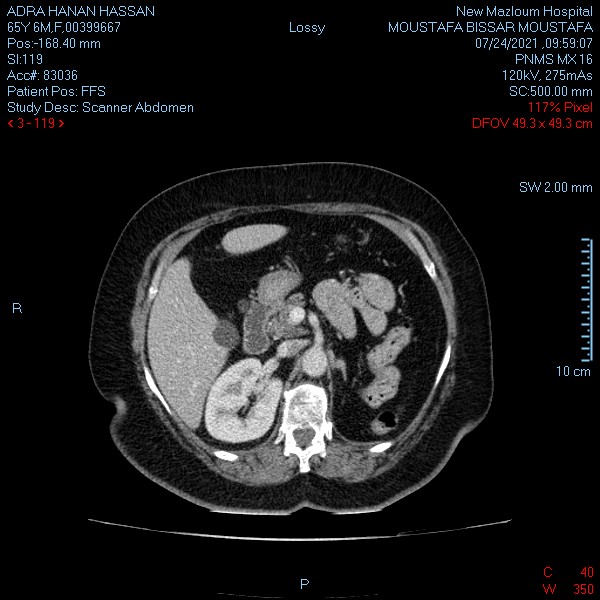 ADRA HANAN HASSAN
65Y 6M,F,00399667
Pos:-168.40 mm
SI:119
Acc#: 83036
Patient Pos: FFS
Study Desc: Scanner Abdomen
< 3 - 119 >
Lossy
New Mazloum Hospital
MOUSTAFA BISSAR MOUSTAFA
07/24/2021 ,09:59:07
PNMS MX 16
120kV, 275mAs
SC:500.00 mm
117% Pixel
DFOV 49.3 x 49.3 cm
SW 2.00 mm
R
10 cm
P
C 40
W 350